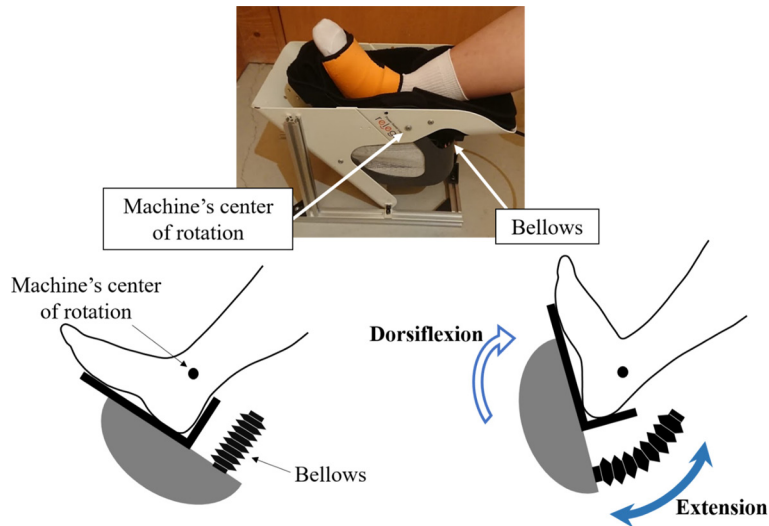 Machine's center
of rotation
Bellows
Machine's center
of rotation
Bellows
Dorsiflexion
Extension